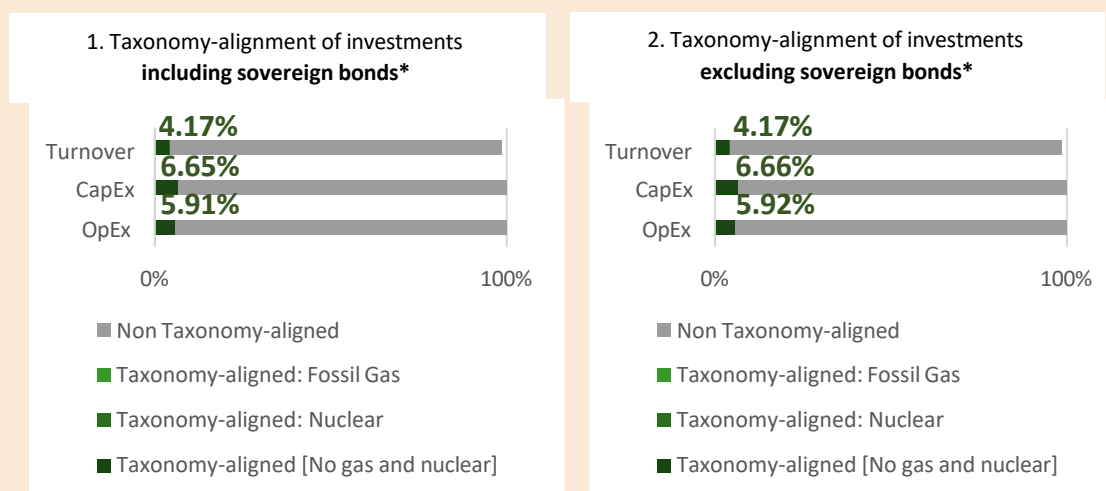 1. Taxonomy-alignment of investments
including sovereign bonds*
4.17%
Turnover
6.65%
CapEx
5.91%
OpEx
0% 100%
Non Taxonomy-aligned
Taxonomy-aligned: Fossil Gas
Taxonomy-aligned: Nuclear
Taxonomy-aligned [No gas and nuclear]
2. Taxonomy-alignment of investments
excluding sovereign bonds*
4.17%
Turnover
6.66%
CapEx
5.92%
OpEx
0% 100%
Non Taxonomy-aligned
Taxonomy-aligned: Fossil Gas
Taxonomy-aligned: Nuclear
Taxonomy-aligned [No gas and nuclear]